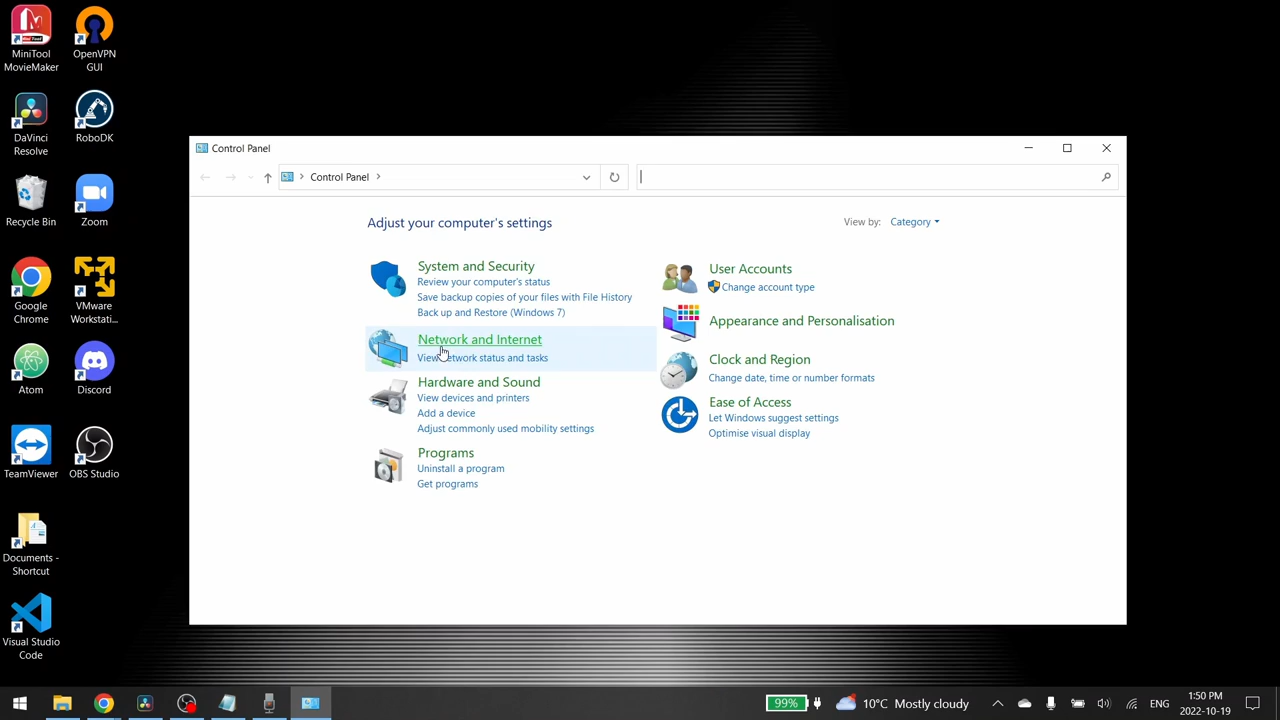 MiniTool
MovieMaker
OpenVPN
GUI
DaVinci
Resolve
RoboDK
Recycle Bin
Zoom
Google
Chrome
VMware
Workstati...
Atom
Discord
TeamViewer
OBS Studio
Documents -
Shortcut
Visual Studio
Code
Control Panel
Control Panel
Adjust your computer's settings
View by: Category
System and Security
Review your computer's status
Save backup copies of your files with File History
Back up and Restore (Windows 7)
Network and Internet
View network status and tasks
Hardware and Sound
View devices and printers
Add a device
Adjust commonly used mobility settings
Programs
Uninstall a program
Get programs
User Accounts
Change account type
Appearance and Personalisation
Clock and Region
Change date, time or number formats
Ease of Access
Let Windows suggest settings
Optimise visual display
99%
10°C Mostly cloudy
ENG
1:50 PM
2022-10-19